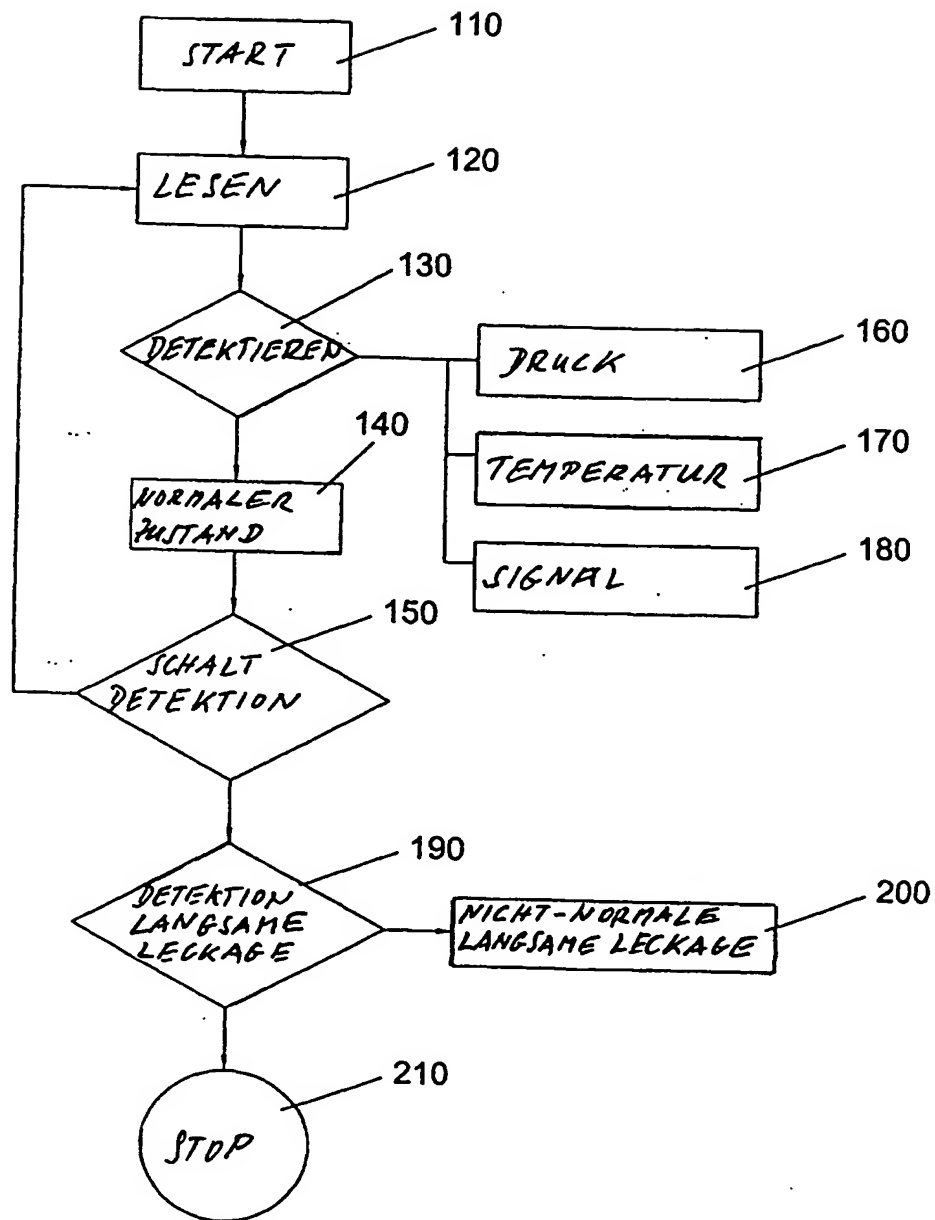 START
110
LESEN
120
DETEKTIEREN
130
DRUCK
160
NORMALER
ZUSTAND
140
TEMPERATUR
170
SIGNAL
180
SCHALT
DETEKTION
150
DETEKTION
LANGSAME
LECKAGE
190
NICHT-NORMALE
LANGSAME LECKAGE
200
STOP
210